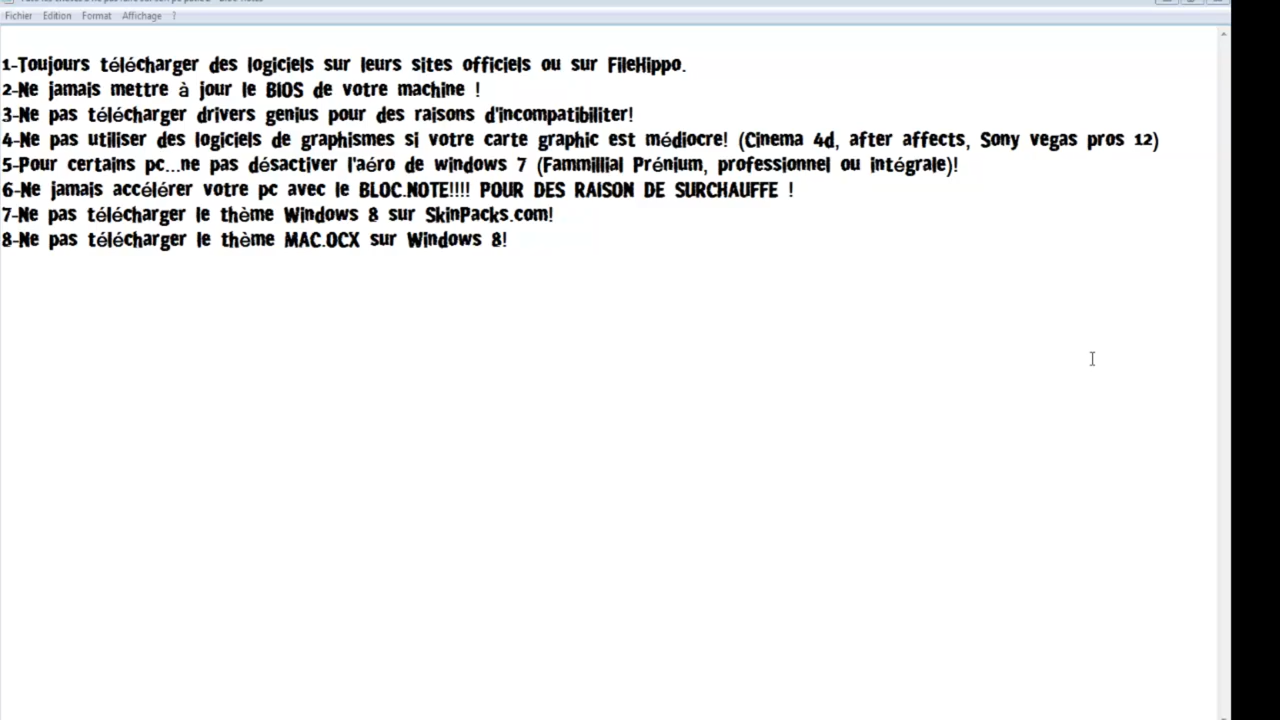 Fichier Edition Format Affichage ?
1-Toujours télécharger des logiciels sur leurs sites officiels ou sur FileHippo.
2-Ne jamais mettre à jour le BIOS de votre machine !
3-Ne pas télécharger drivers genius pour des raisons d'incompatibiliter!
4-Ne pas utiliser des logiciels de graphismes si votre carte graphic est médiocre! (Cinema 4d, after affects, Sony vegas pros 12)
5-Pour certains pc...ne pas désactiver l'aéro de windows 7 (Fammillial Prénium, professionnel ou intégrale)!
6-Ne jamais accélérer votre pc avec le BLOC.NOTE!!!! POUR DES RAISON DE SURCHAUFFE !
7-Ne pas télécharger le thème Windows 8 sur SkinPacks.com!
8-Ne pas télécharger le thème MAC.OCX sur Windows 8!